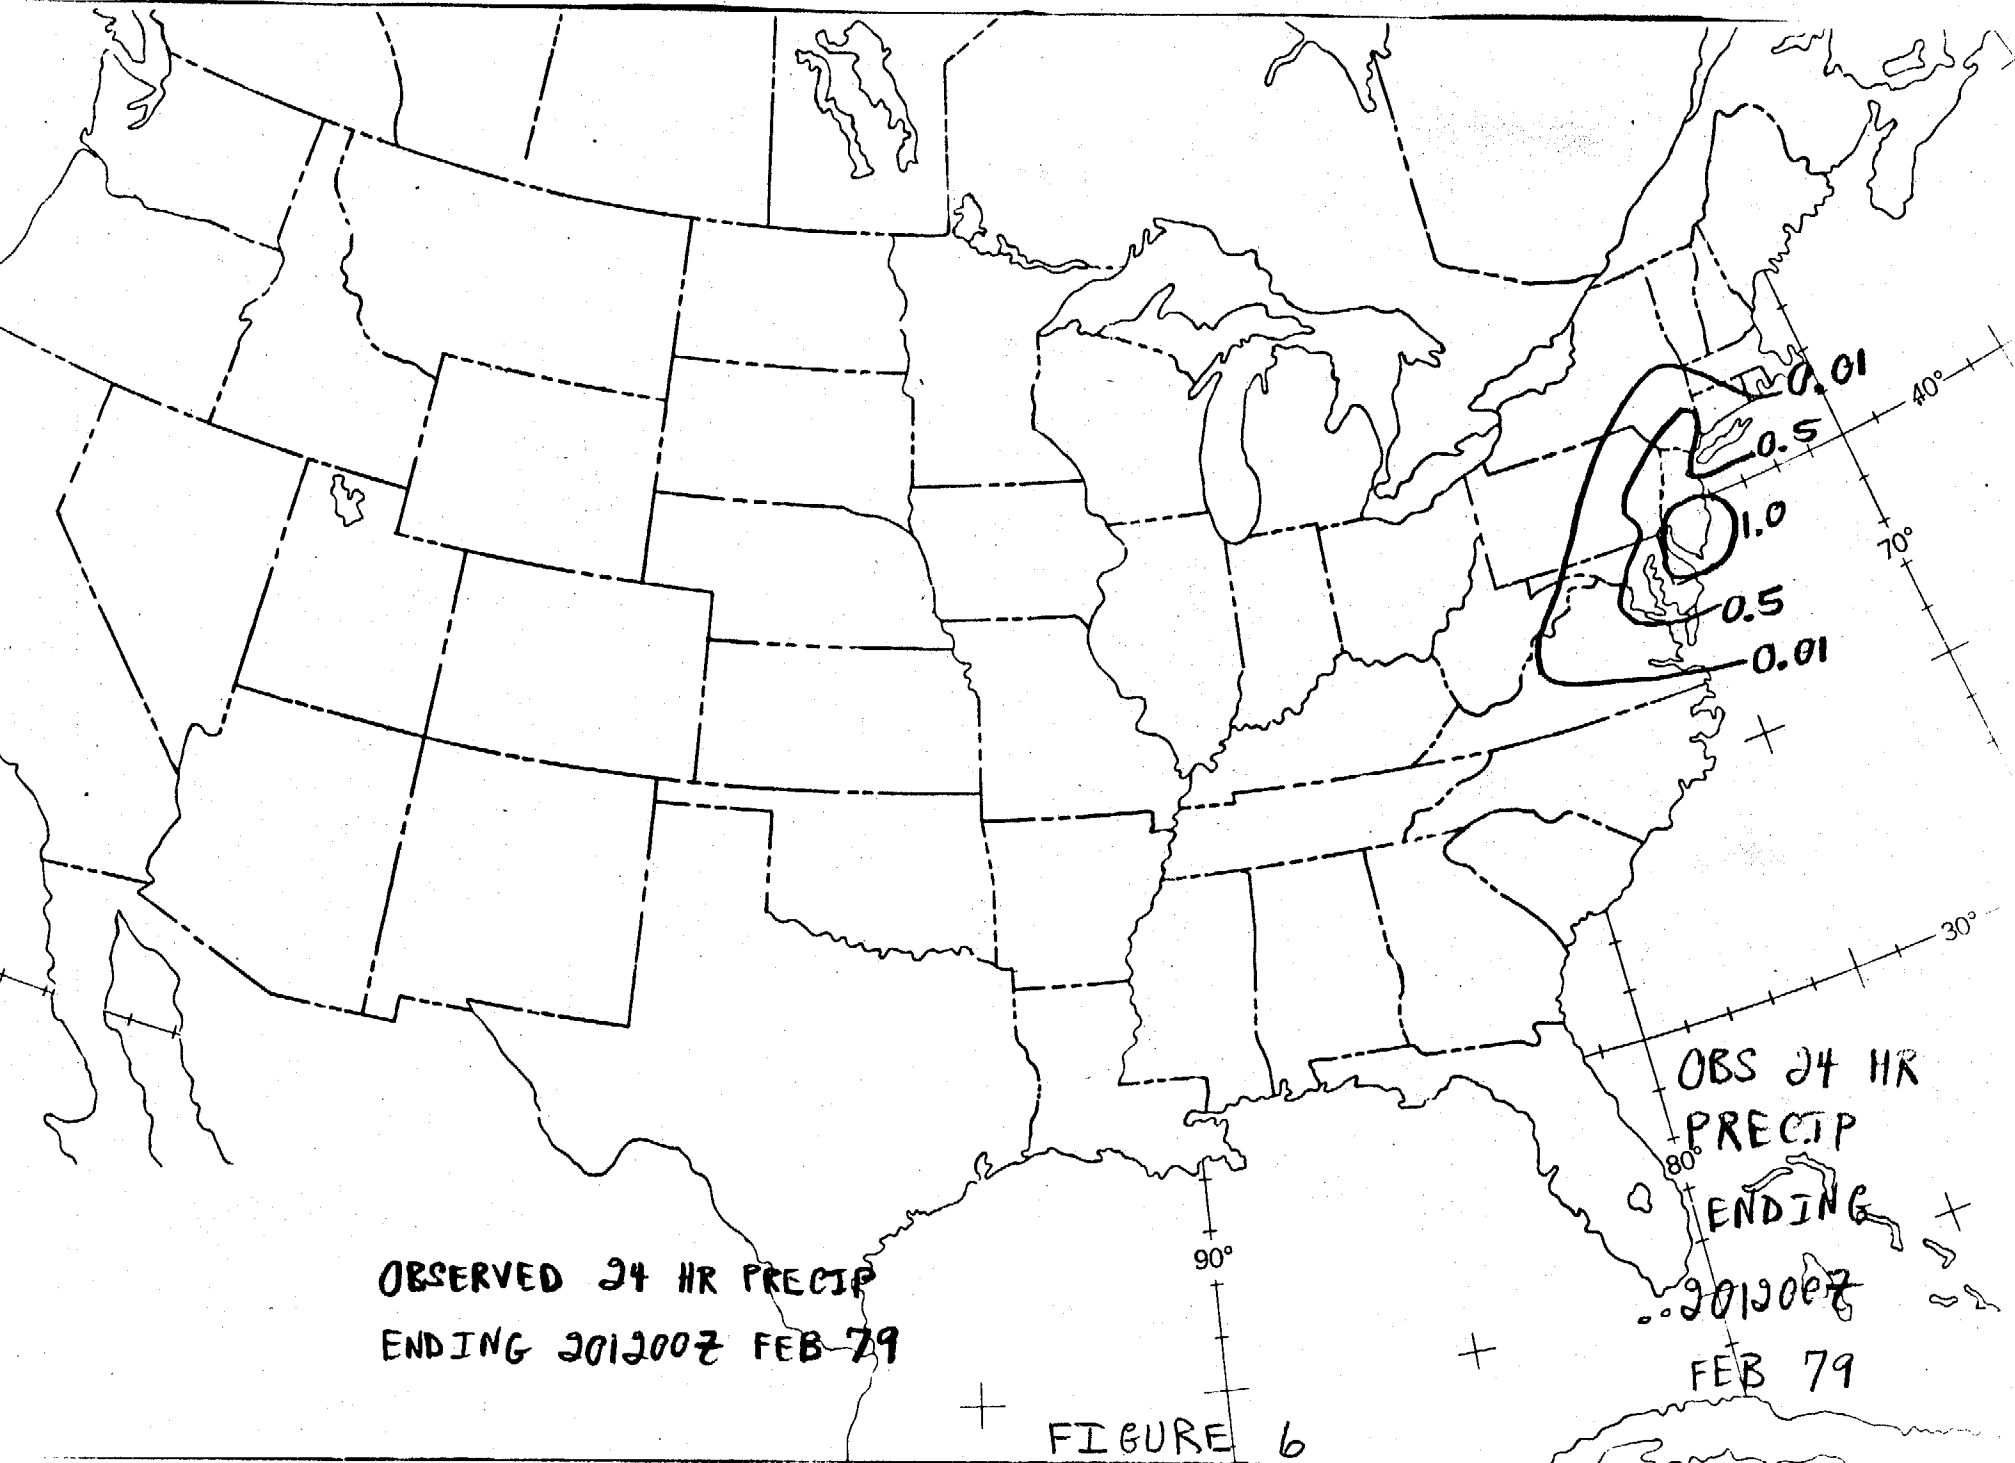 0.01
40°
0.5
1.0
70°
0.5
0.01
30°
OBS 24 HR
PRECIP
80°
ENDING
201200Z
FEB 79
90°
OBSERVED 24 HR PRECIP
ENDING 201200Z FEB 79
FIGURE 6